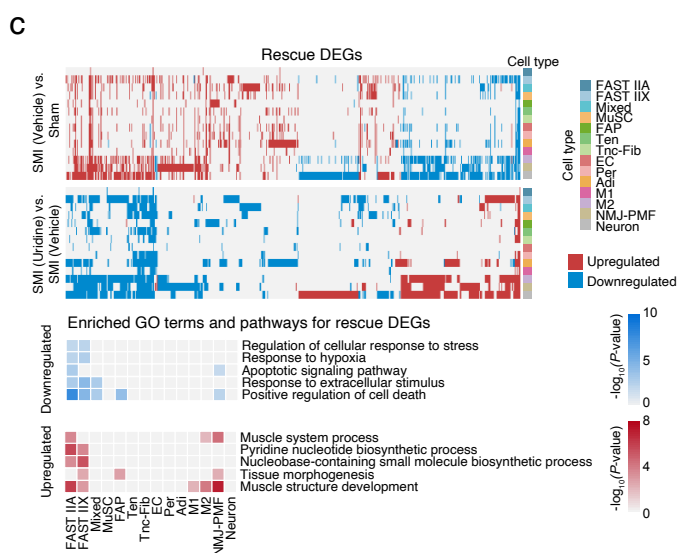 C
Rescue DEGs
Cell type
SMI (Vehicle) vs.
Sham
SMI (Uridine) vs.
SMI (Vehicle)
Cell type
FAST IIA
FAST IIX
Mixed
MuSC
FAP
Ten
Tnc-Fib
EC
Per
Adi
M1
M2
NMJ-PMF
Neuron
Upregulated
Downregulated
Enriched GO terms and pathways for rescue DEGs
Downregulated
Regulation of cellular response to stress
Response to hypoxia
Apoptotic signaling pathway
Response to extracellular stimulus
Positive regulation of cell death
Upregulated
Muscle system process
Pyridine nucleotide biosynthetic process
Nucleobase-containing small molecule biosynthetic process
Tissue morphogenesis
Muscle structure development
FAST IIA
FAST IIX
Mixed
MuSC
FAP
Ten
Tnc-Fib
EC
Per
Adi
M1
M2
NMJ-PMF
Neuron
-log10(P-value)
10
5
0
-log10(P-value)
8
4
0